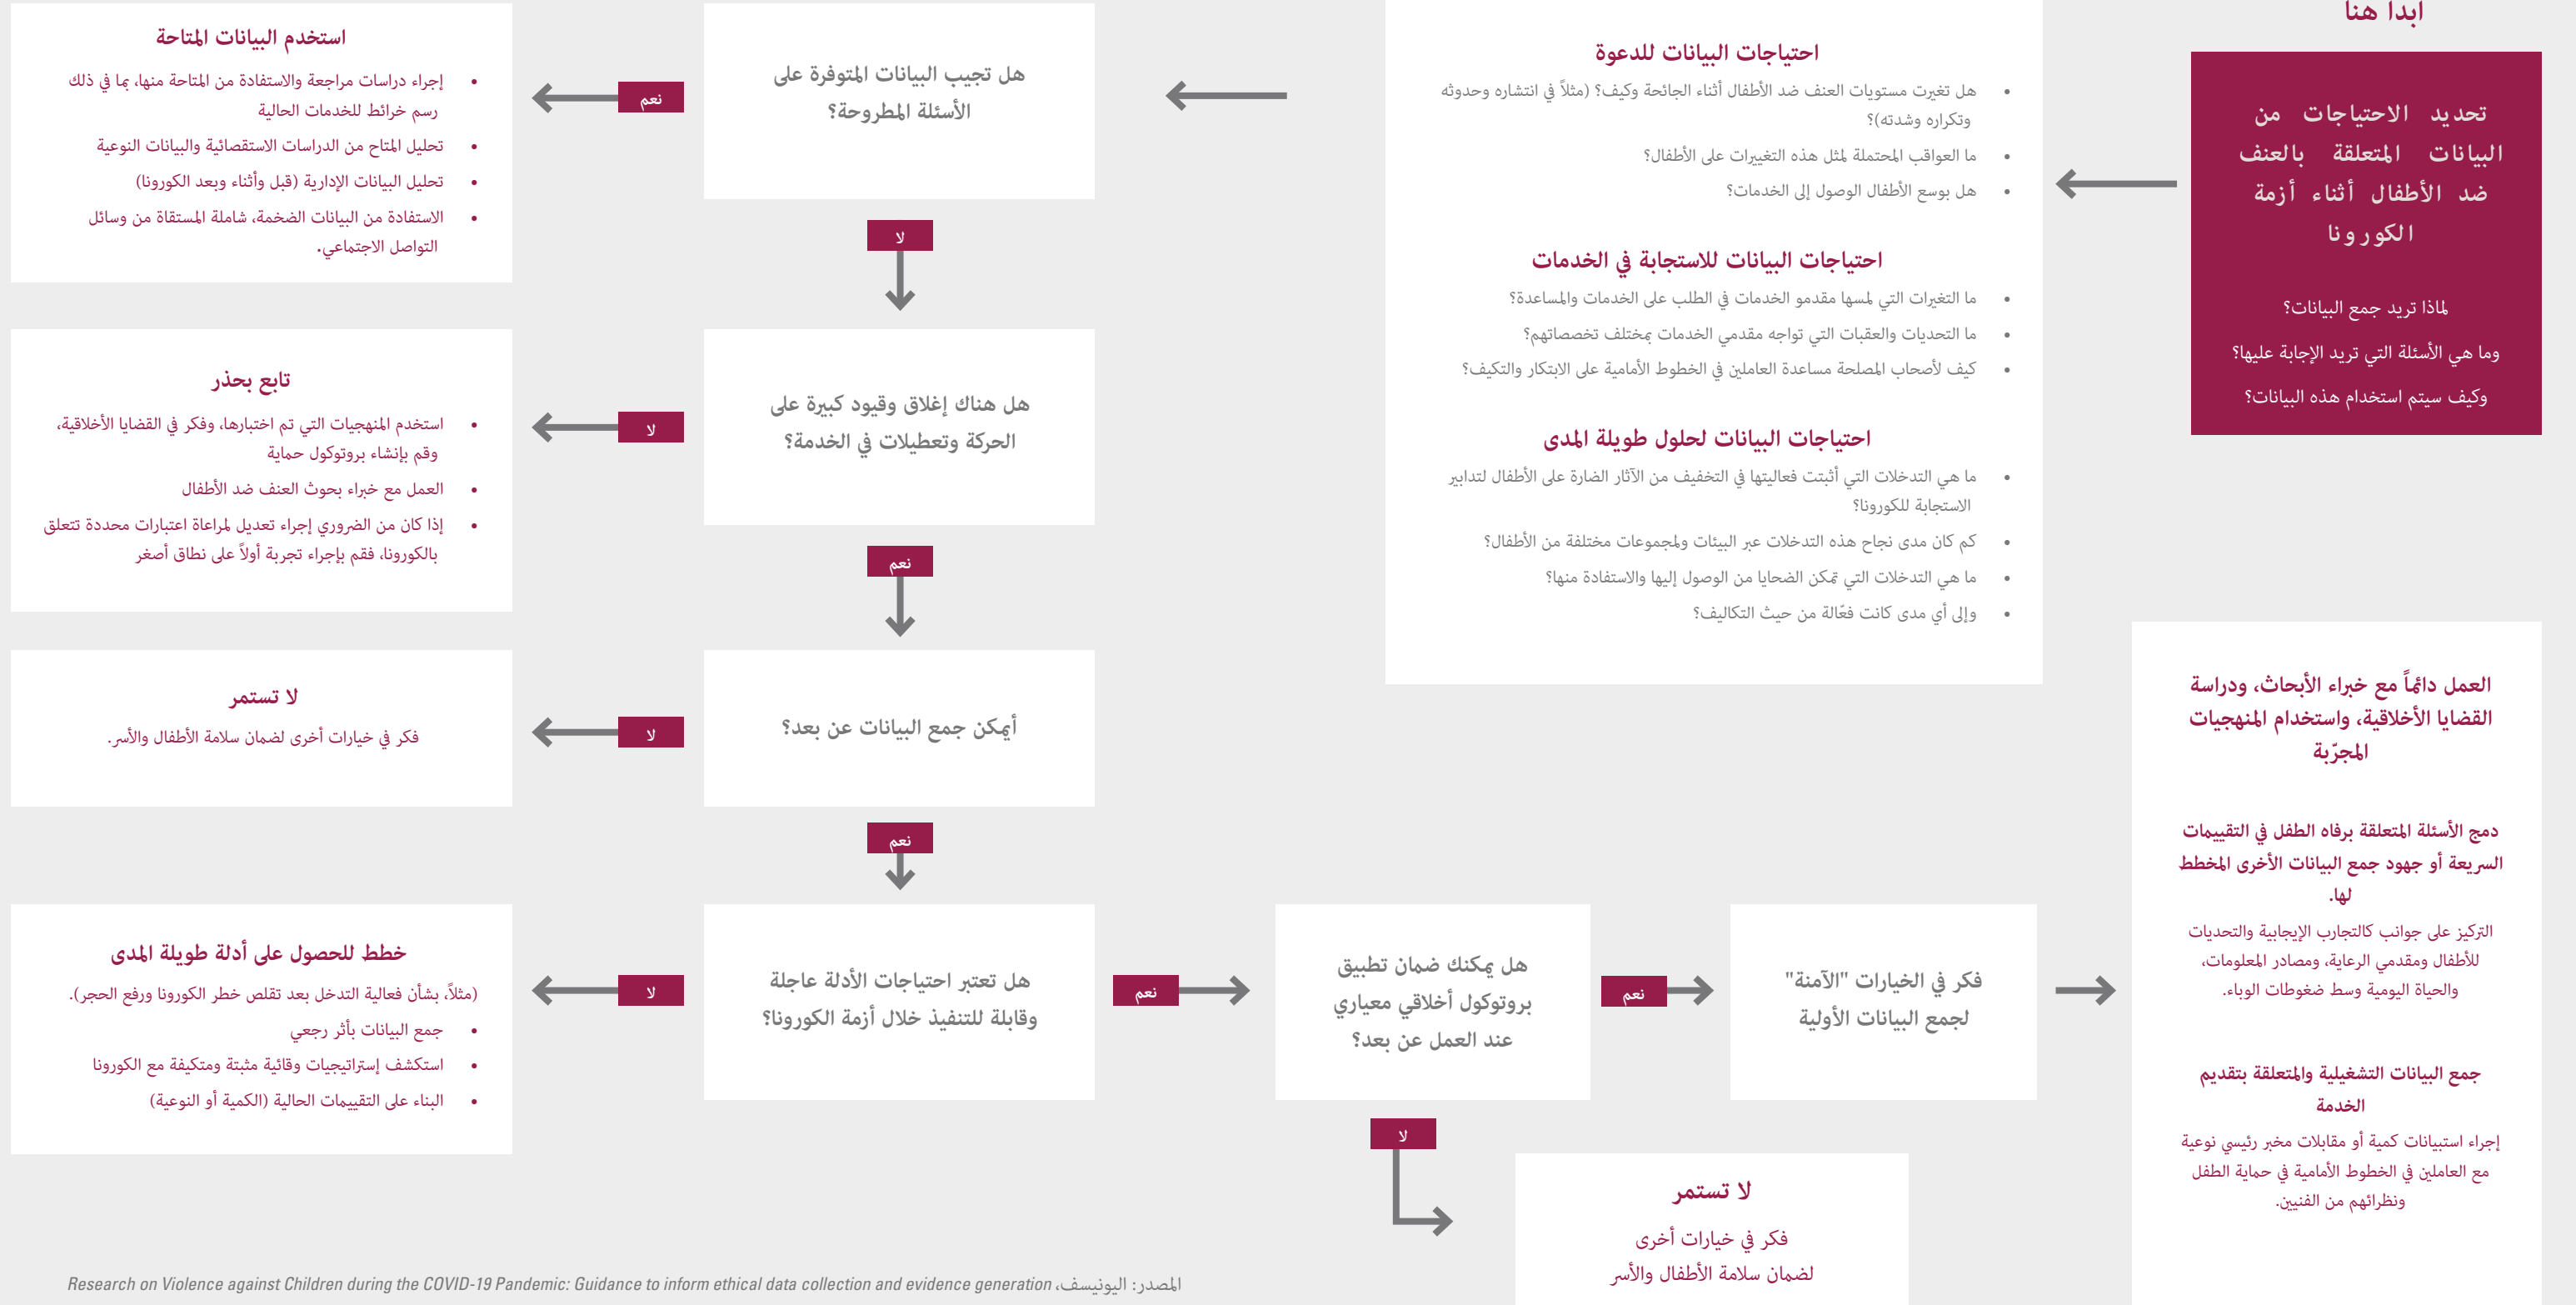 ابدأ هنا
تحديد الاحتياجات من
البيانات المتعلقة بالعنف
ضد الأطفال أثناء أزمة
الكورونا
لماذا تريد جمع البيانات؟
وما هي الأسئلة التي تريد الإجابة عليها؟
وكيف سيتم استخدام هذه البيانات؟
احتياجات البيانات للدعوة
• هل تغيرت مستويات العنف ضد الأطفال أثناء الجائحة وكيف؟ (مثلاً في انتشاره وحدوثه
وتكراره وشدته)؟
• ما العواقب المحتملة لمثل هذه التغييرات على الأطفال؟
• هل بوسع الأطفال الوصول إلى الخدمات؟
احتياجات البيانات للاستجابة في الخدمات
• ما التغيرات التي لمسها مقدمو الخدمات في الطلب على الخدمات والمساعدة؟
• ما التحديات والعقبات التي تواجه مقدمي الخدمات بمختلف تخصصاتهم؟
• كيف لأصحاب المصلحة مساعدة العاملين في الخطوط الأمامية على الابتكار والتكيف؟
احتياجات البيانات لحلول طويلة المدى
• ما هي التدخلات التي أثبتت فعاليتها في التخفيف من الآثار الضارة على الأطفال لتدابير
الاستجابة للكورونا؟
• كم كان مدى نجاح هذه التدخلات عبر البيئات ولمجموعات مختلفة من الأطفال؟
• ما هي التدخلات التي تمكن الضحايا من الوصول إليها والاستفادة منها؟
• وإلى أي مدى كانت فعّالة من حيث التكاليف؟
هل تجيب البيانات المتوفرة على
الأسئلة المطروحة؟
نعم
استخدم البيانات المتاحة
• إجراء دراسات مراجعة والاستفادة من المتاحة منها، بما في ذلك
رسم خرائط للخدمات الحالية
• تحليل المتاح من الدراسات الاستقصائية والبيانات النوعية
• تحليل البيانات الإدارية (قبل وأثناء وبعد الكورونا)
• الاستفادة من البيانات الضخمة، شاملة المستقاة من وسائل
التواصل الاجتماعي.
لا
هل هناك إغلاق وقيود كبيرة على
الحركة وتعطيلات في الخدمة؟
لا
تابع بحذر
• استخدم المنهجيات التي تم اختبارها، وفكر في القضايا الأخلاقية،
وقم بإنشاء بروتوكول حماية
• العمل مع خبراء بحوث العنف ضد الأطفال
• إذا كان من الضروري إجراء تعديل لمراعاة اعتبارات محددة تتعلق
بالكورونا، فقم بإجراء تجربة أولاً على نطاق أصغر
نعم
أيمكن جمع البيانات عن بعد؟
لا
لا تستمر
فكر في خيارات أخرى لضمان سلامة الأطفال والأسر.
نعم
هل تعتبر احتياجات الأدلة عاجلة
وقابلة للتنفيذ خلال أزمة الكورونا؟
لا
خطط للحصول على أدلة طويلة المدى
(مثلاً، بشأن فعالية التدخل بعد تقلص خطر الكورونا ورفع الحجر).
• جمع البيانات بأثر رجعي
• استكشف إستراتيجيات وقائية مثبتة ومتكيفة مع الكورونا
• البناء على التقييمات الحالية (الكمية أو النوعية)
نعم
هل يمكنك ضمان تطبيق
بروتوكول أخلاقي معياري
عند العمل عن بعد؟
لا
لا تستمر
فكر في خيارات أخرى
لضمان سلامة الأطفال والأسر
نعم
فكر في الخيارات "الآمنة"
لجمع البيانات الأولية
العمل دائماً مع خبراء الأبحاث، ودراسة
القضايا الأخلاقية، واستخدام المنهجيات
المجرّبة
دمج الأسئلة المتعلقة برفاه الطفل في التقييمات
السريعة أو جهود جمع البيانات الأخرى المخطط
لها.
التركيز على جوانب كالتجارب الإيجابية والتحديات
للأطفال ومقدمي الرعاية، ومصادر المعلومات،
والحياة اليومية وسط ضغوطات الوباء.
جمع البيانات التشغيلية والمتعلقة بتقديم
الخدمة
إجراء استبيانات كمية أو مقابلات مخبر رئيسي نوعية
مع العاملين في الخطوط الأمامية في حماية الطفل
ونظرائهم من الفنيين.
المصدر: اليونيسف، Research on Violence against Children during the COVID-19 Pandemic: Guidance to inform ethical data collection and evidence generation